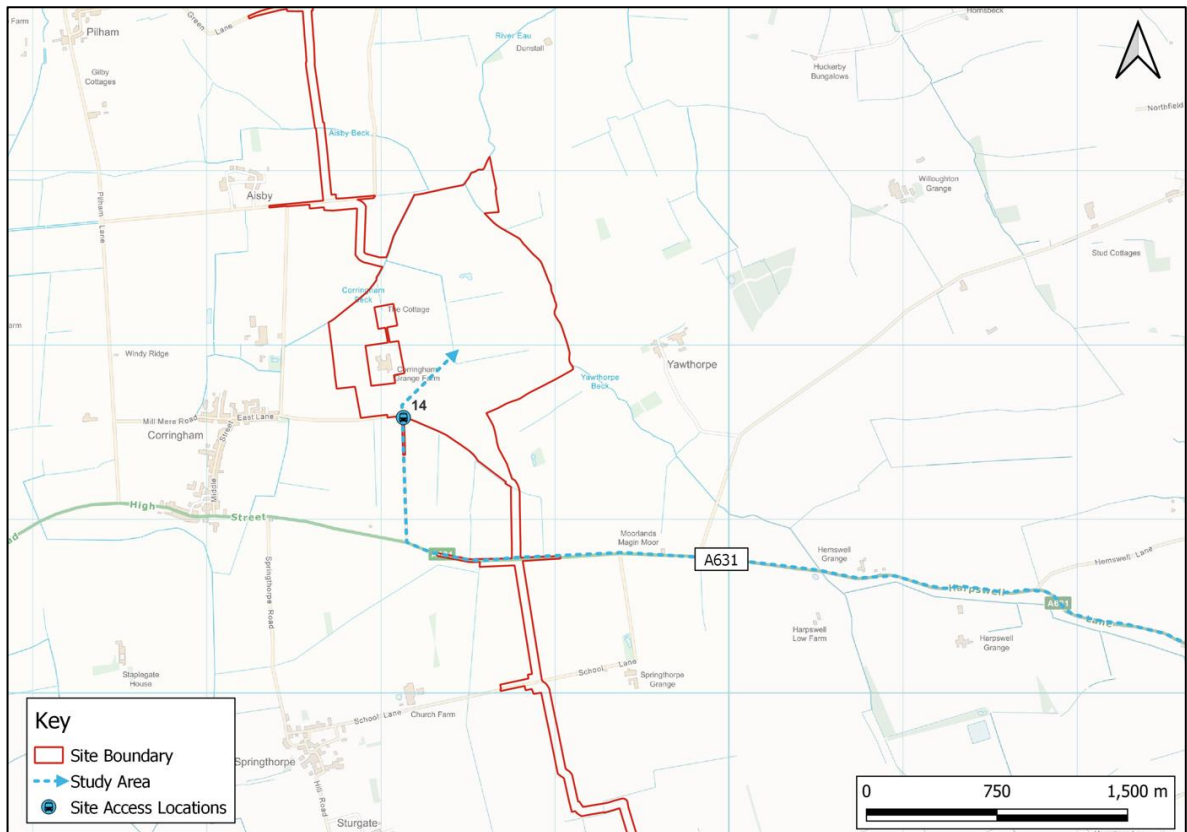 Farm
Green Lane
Pilham
River Eau
Dunstall
Hornsbeck
Huckerby
Bungalows
Gilby
Cottages
Northfield
Aisby Beck
Pilham Lane
Aisby
Willoughton
Grange
Stud Cottages
Corringham
Beck
The Cottage
arm
Windy Ridge
Corringham
Grange Farm
Yawthorpe
Yawthorpe
Beck
14
Mill Mere Road
East Lane
Corringham
Middle Street
High Street
ad
Moorlands
Magin Moor
A631
Hemswell
Grange
Hemswell Lane
Harpswell Lane
A631
Springthorpe Road
Harpswell
Low Farm
Harpswell
Grange
Staplegate
House
School Lane
Springthorpe
Grange
School Lane
Church Farm
Springthorpe
Hill Road
Sturgate
Key
Site Boundary
Study Area
Site Access Locations
0 750 1,500 m